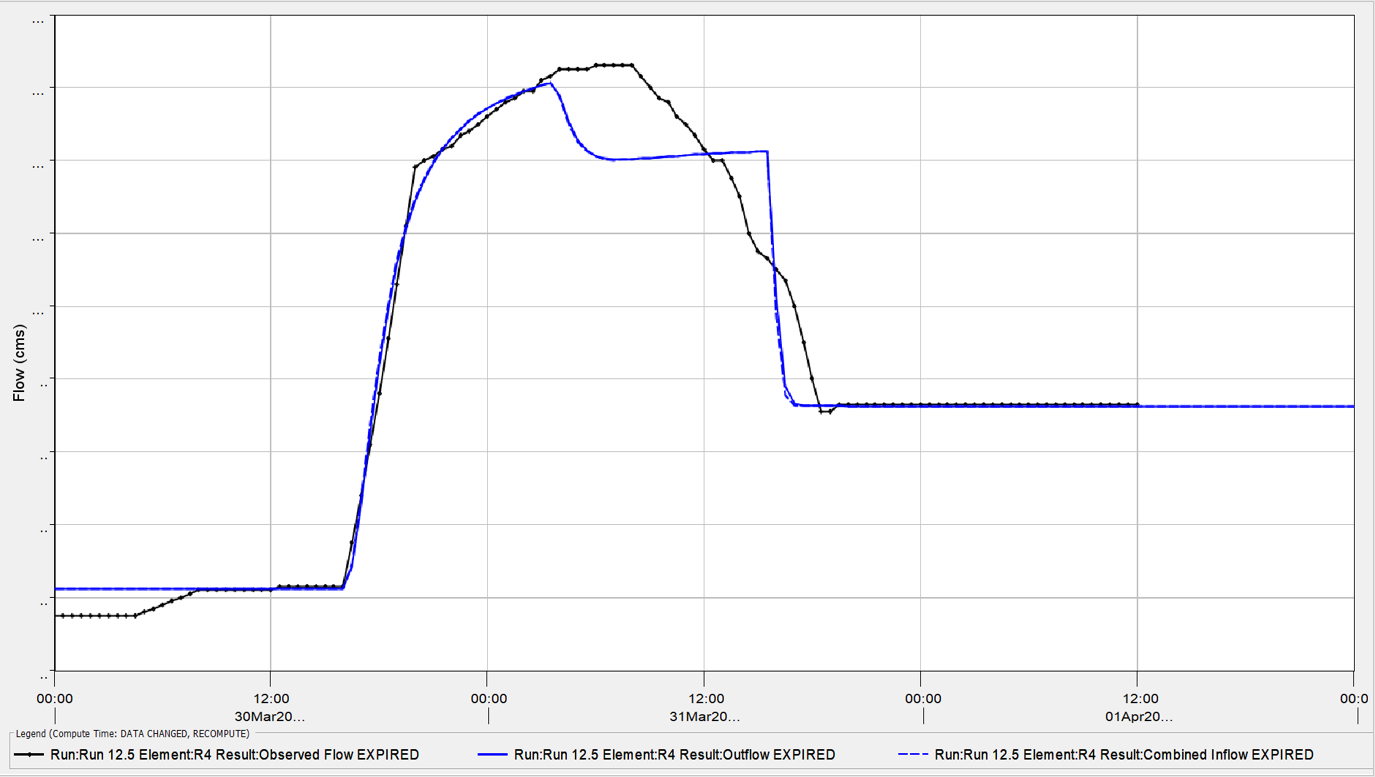 ...
...
...
...
...
..
..
..
..
..
Flow (cms)
00:00 12:00 00:00 12:00 00:00 12:00 00:0
30Mar20... 31Mar20... 01Apr20...
Legend (Compute Time: DATA CHANGED, RECOMPUTE)
Run:Run 12.5 Element:R4 Result:Observed Flow EXPIRED Run:Run 12.5 Element:R4 Result:Outflow EXPIRED Run:Run 12.5 Element:R4 Result:Combined Inflow EXPIRED